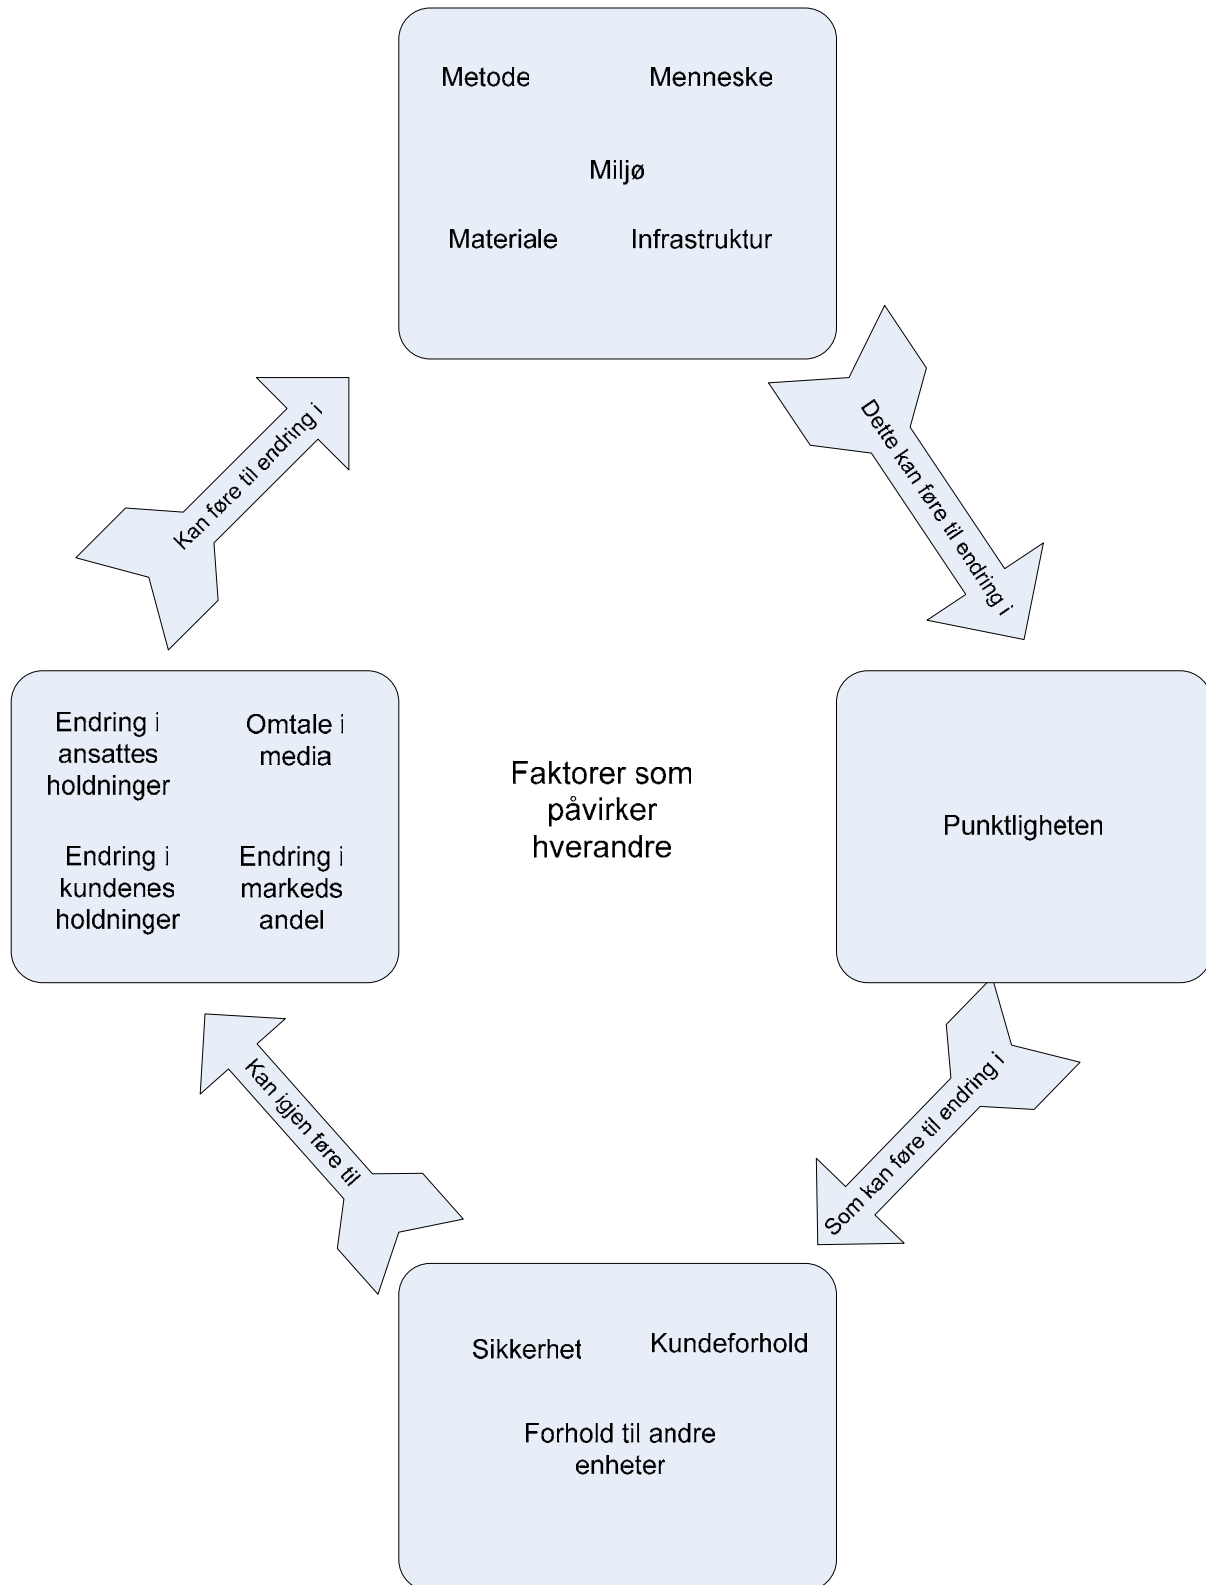 Metode
Menneske
Miljø
Materiale
Infrastruktur
Dette kan føre til endring i
Punktligheten
Som kan føre til endring i
Sikkerhet
Kundeforhold
Forhold til andre
enheter
Kan igjen føre til
Endring i
ansattes
holdninger
Omtale i
media
Endring i
kundenes
holdninger
Endring i
markeds
andel
Kan føre til endring i
Faktorer som
påvirker
hverandre